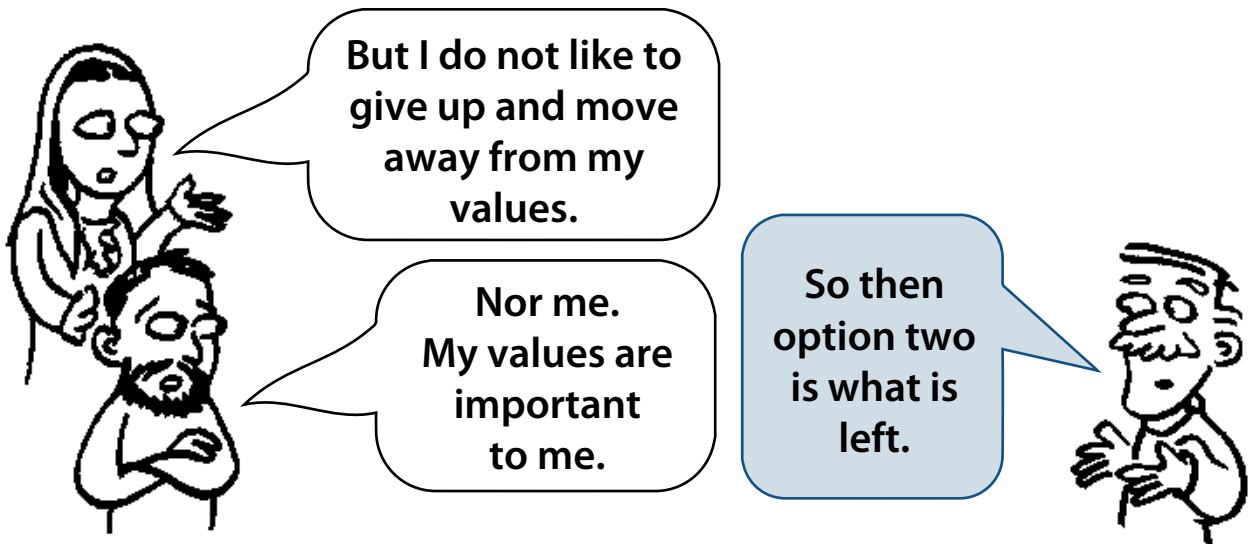 But I do not like to
give up and move
away from my
values.
Nor me.
My values are
important
to me.
So then
option two
is what is
left.